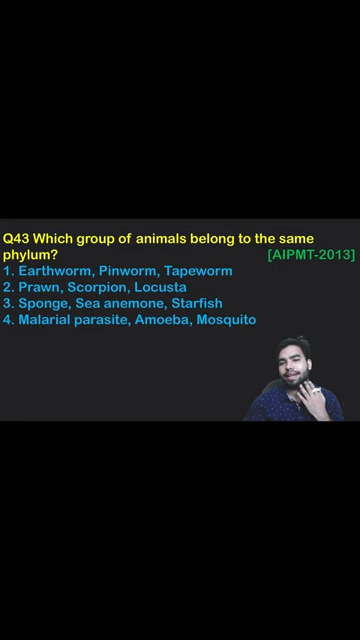 Q43 Which group of animals belong to the same
phylum? [AIPMT-2013]
1. Earthworm, Pinworm, Tapeworm
2. Prawn, Scorpion, Locusta
3. Sponge, Sea anemone, Starfish
4. Malarial parasite, Amoeba, Mosquito